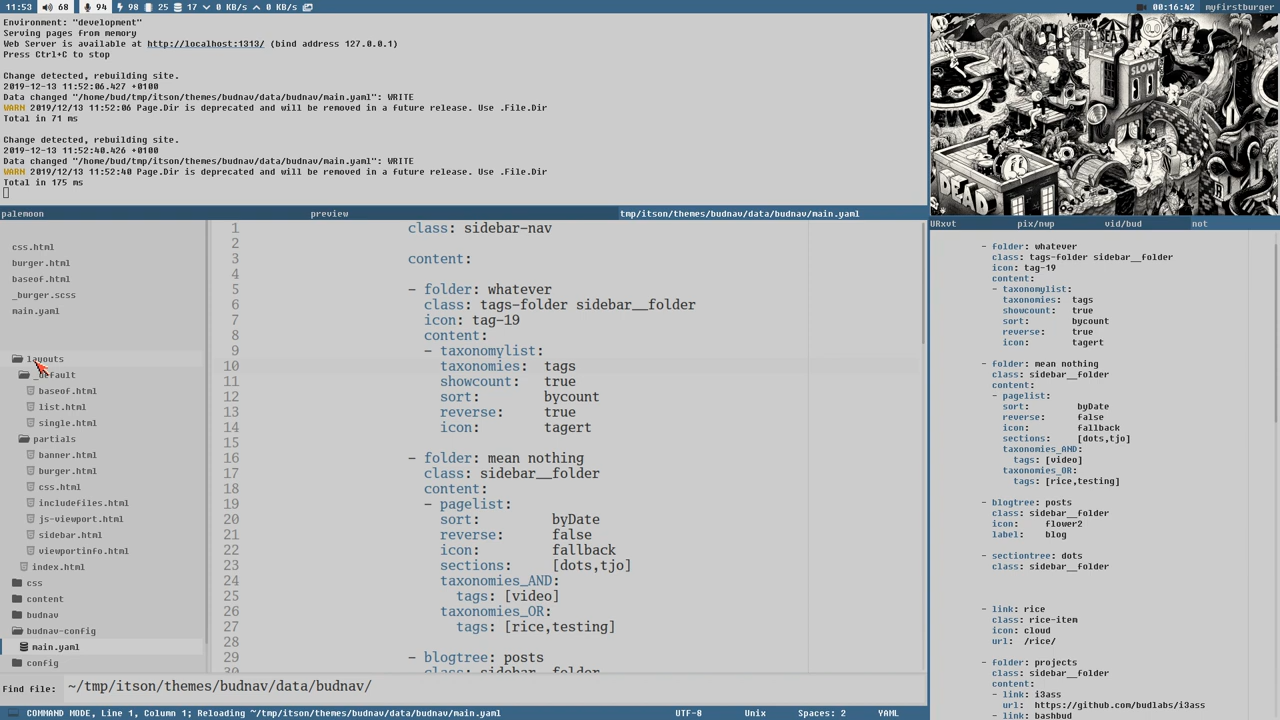 11:53 68 94 98 25 17 0 KB/s 0 KB/s
00:16:42 myfirstburger
Environment: "development"
Serving pages from memory
Web Server is available at http://localhost:1313/ (bind address 127.0.0.1)
Press Ctrl+C to stop
Change detected, rebuilding site.
2019-12-13 11:52:06.427 +0100
Data changed "/home/bud/tmp/itson/themes/budnav/data/budnav/main.yaml": WRITE
WARN 2019/12/13 11:52:06 Page.Dir is deprecated and will be removed in a future release. Use .File.Dir
Total in 71 ms
Change detected, rebuilding site.
2019-12-13 11:52:40.426 +0100
Data changed "/home/bud/tmp/itson/themes/budnav/data/budnav/main.yaml": WRITE
WARN 2019/12/13 11:52:40 Page.Dir is deprecated and will be removed in a future release. Use .File.Dir
Total in 175 ms
SLOW
DEAD
palemoon preview tmp/itson/themes/budnav/data/budnav/main.yaml
css.html
burger.html
baseof.html
_burger.scss
main.yaml
layouts
_default
baseof.html
list.html
single.html
partials
banner.html
burger.html
css.html
includefiles.html
js-viewport.html
sidebar.html
viewportinfo.html
index.html
css
content
budnav
budnav-config
main.yaml
config
1 class: sidebar-nav
2
3 content:
4
5 - folder: whatever
6 class: tags-folder sidebar__folder
7 icon: tag-19
8 content:
9 - taxonomylist:
10 taxonomies: tags
11 showcount: true
12 sort: bycount
13 reverse: true
14 icon: tagert
15
16 - folder: mean nothing
17 class: sidebar__folder
18 content:
19 - pagelist:
20 sort: byDate
21 reverse: false
22 icon: fallback
23 sections: [dots,tjo]
24 taxonomies_AND:
25 tags: [video]
26 taxonomies_OR:
27 tags: [rice,testing]
28
29 - blogtree: posts
30 class: sidebar__folder
Find file: ~/tmp/itson/themes/budnav/data/budnav/
COMMAND MODE, Line 1, Column 1; Reloading ~/tmp/itson/themes/budnav/data/budnav/main.yaml UTF-8 Unix Spaces: 2 YAML
URxvt pix/nwp vid/bud not
- folder: whatever
class: tags-folder sidebar__folder
icon: tag-19
content:
- taxonomylist:
taxonomies: tags
showcount: true
sort: bycount
reverse: true
icon: tagert
- folder: mean nothing
class: sidebar__folder
content:
- pagelist:
sort: byDate
reverse: false
icon: fallback
sections: [dots,tjo]
taxonomies_AND:
tags: [video]
taxonomies_OR:
tags: [rice,testing]
- blogtree: posts
class: sidebar__folder
icon: flower2
label: blog
- sectiontree: dots
class: sidebar__folder
- link: rice
class: rice-item
icon: cloud
url: /rice/
- folder: projects
class: sidebar__folder
content:
- link: i3ass
url: https://github.com/budlabs/i3ass
- link: bashbud